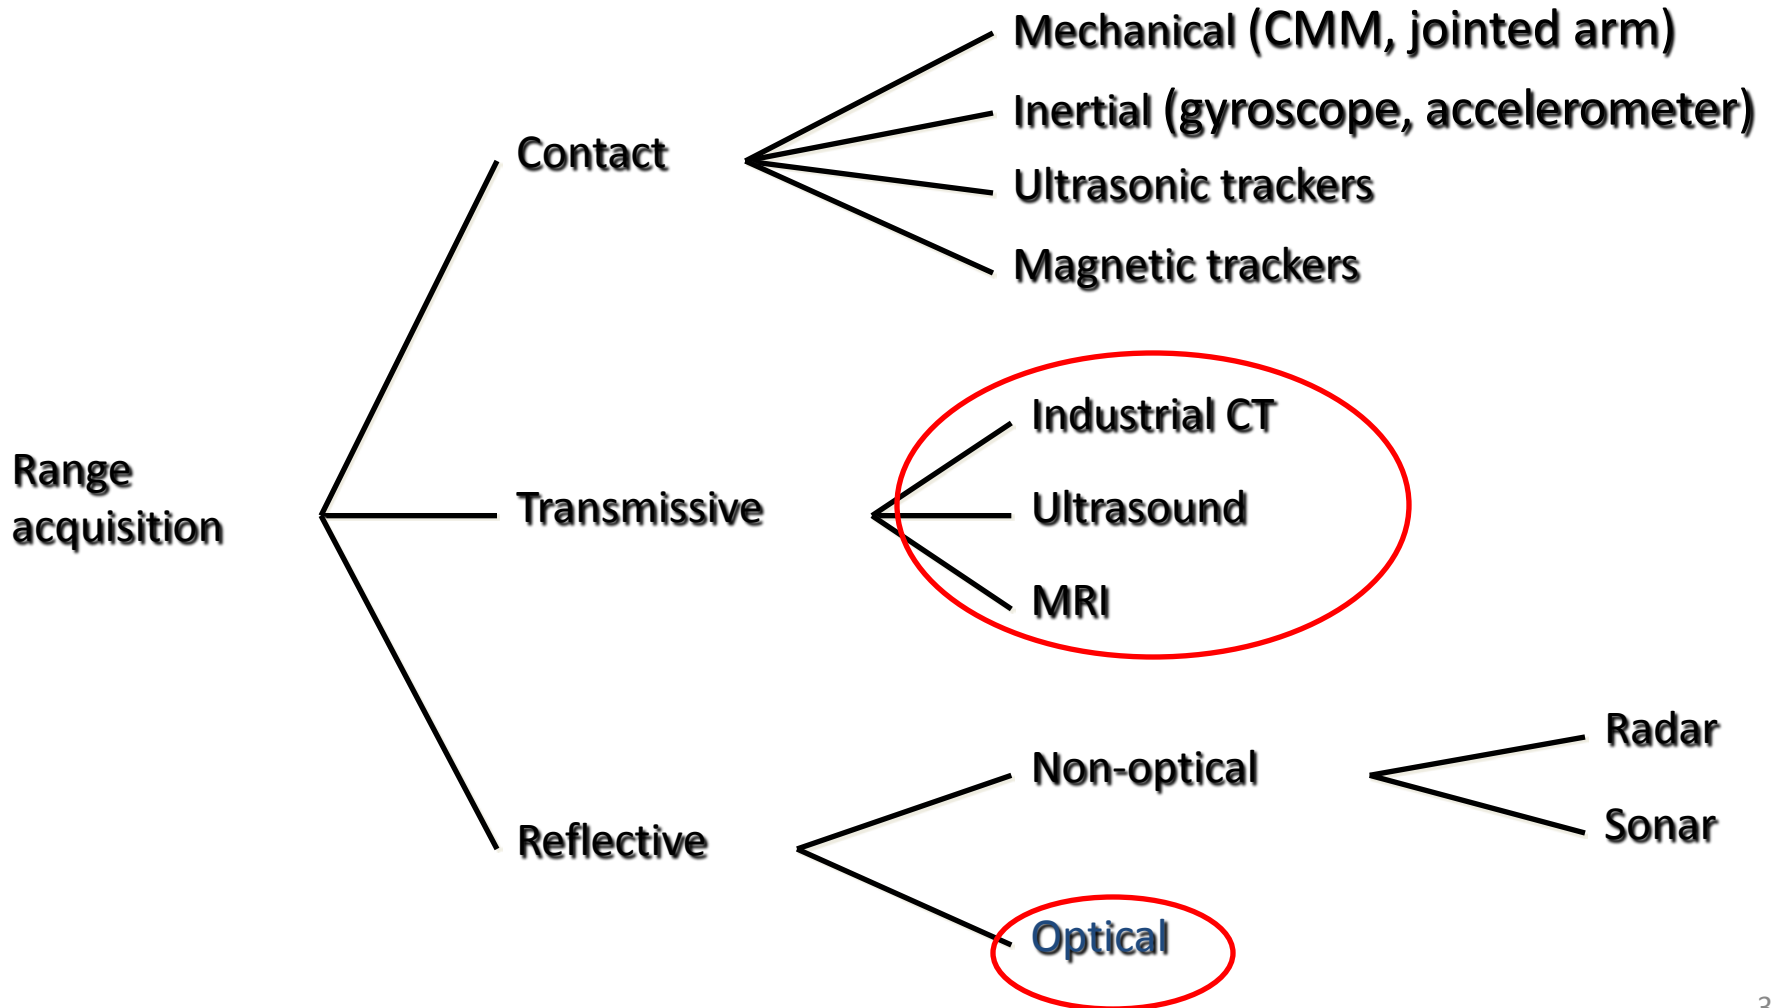 Mechanical (CMM, jointed arm)
Inertial (gyroscope, accelerometer)
Contact
Ultrasonic trackers
Magnetic trackers
Industrial CT
Range
acquisition
Transmissive
Ultrasound
MRI
Radar
Non-optical
Sonar
Reflective
Optical
3